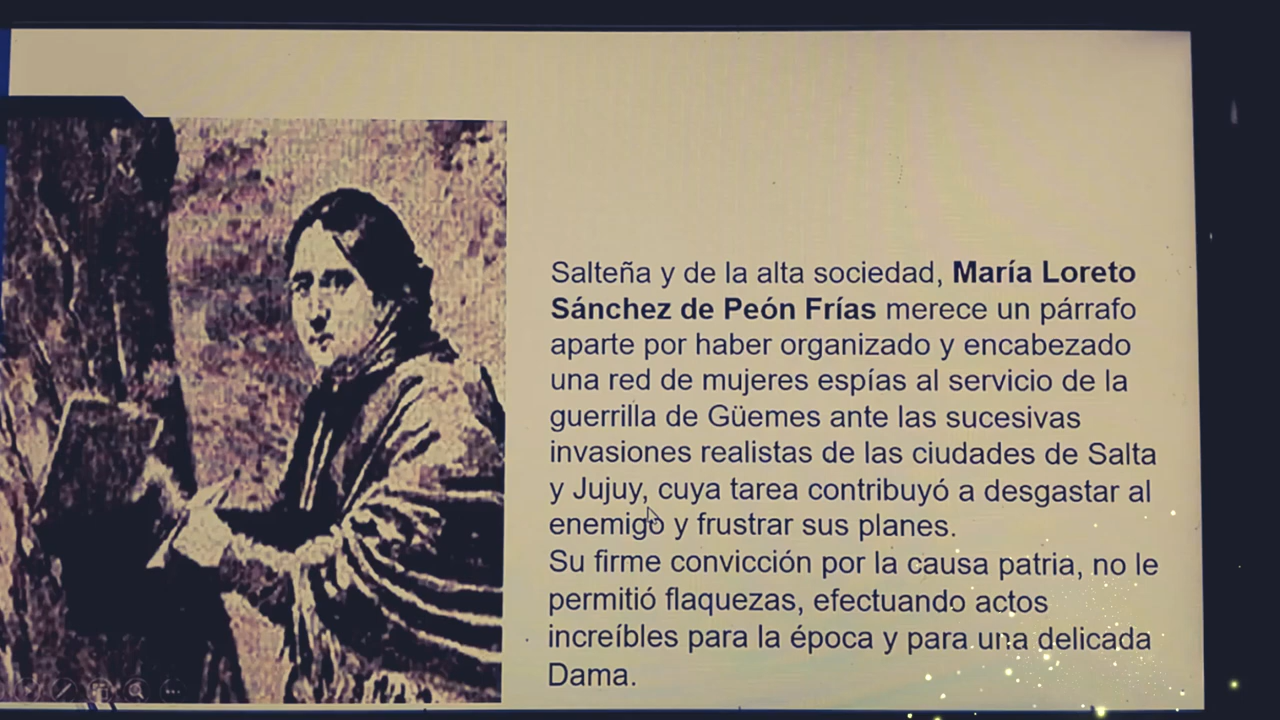 Salteña y de la alta sociedad, María Loreto
Sánchez de Peón Frías merece un párrafo
aparte por haber organizado y encabezado
una red de mujeres espías al servicio de la
guerrilla de Güemes ante las sucesivas
invasiones realistas de las ciudades de Salta
y Jujuy, cuya tarea contribuyó a desgastar al
enemigo y frustrar sus planes.
Su firme convicción por la causa patria, no le
permitió flaquezas, efectuando actos
increíbles para la época y para una delicada
Dama.